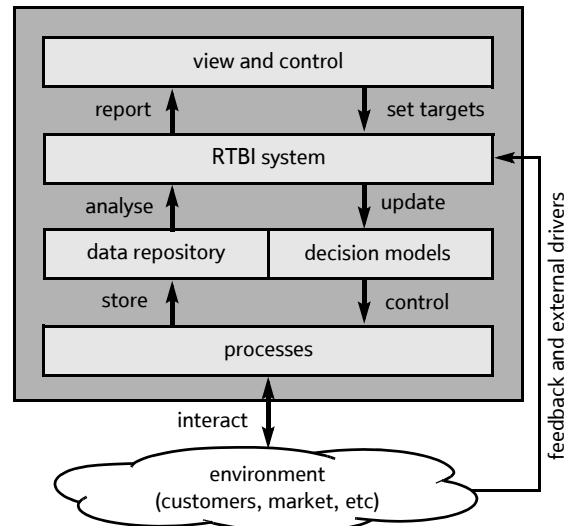 view and control
report
set targets
RTBI system
analyse
update
data repository
decision models
store
control
processes
interact
environment
(customers, market, etc)
feedback and external drivers